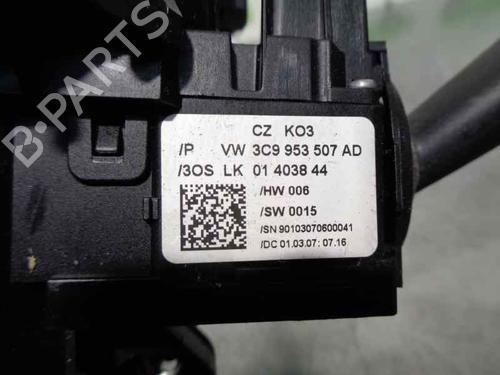 CZ KO3
/P VW 3C9 953 507 AD
/3OS LK 01 4038 44
/HW 006
/SW 0015
/SN 90103070600041
/DC 01.03.07; 07.16
B-PARTS